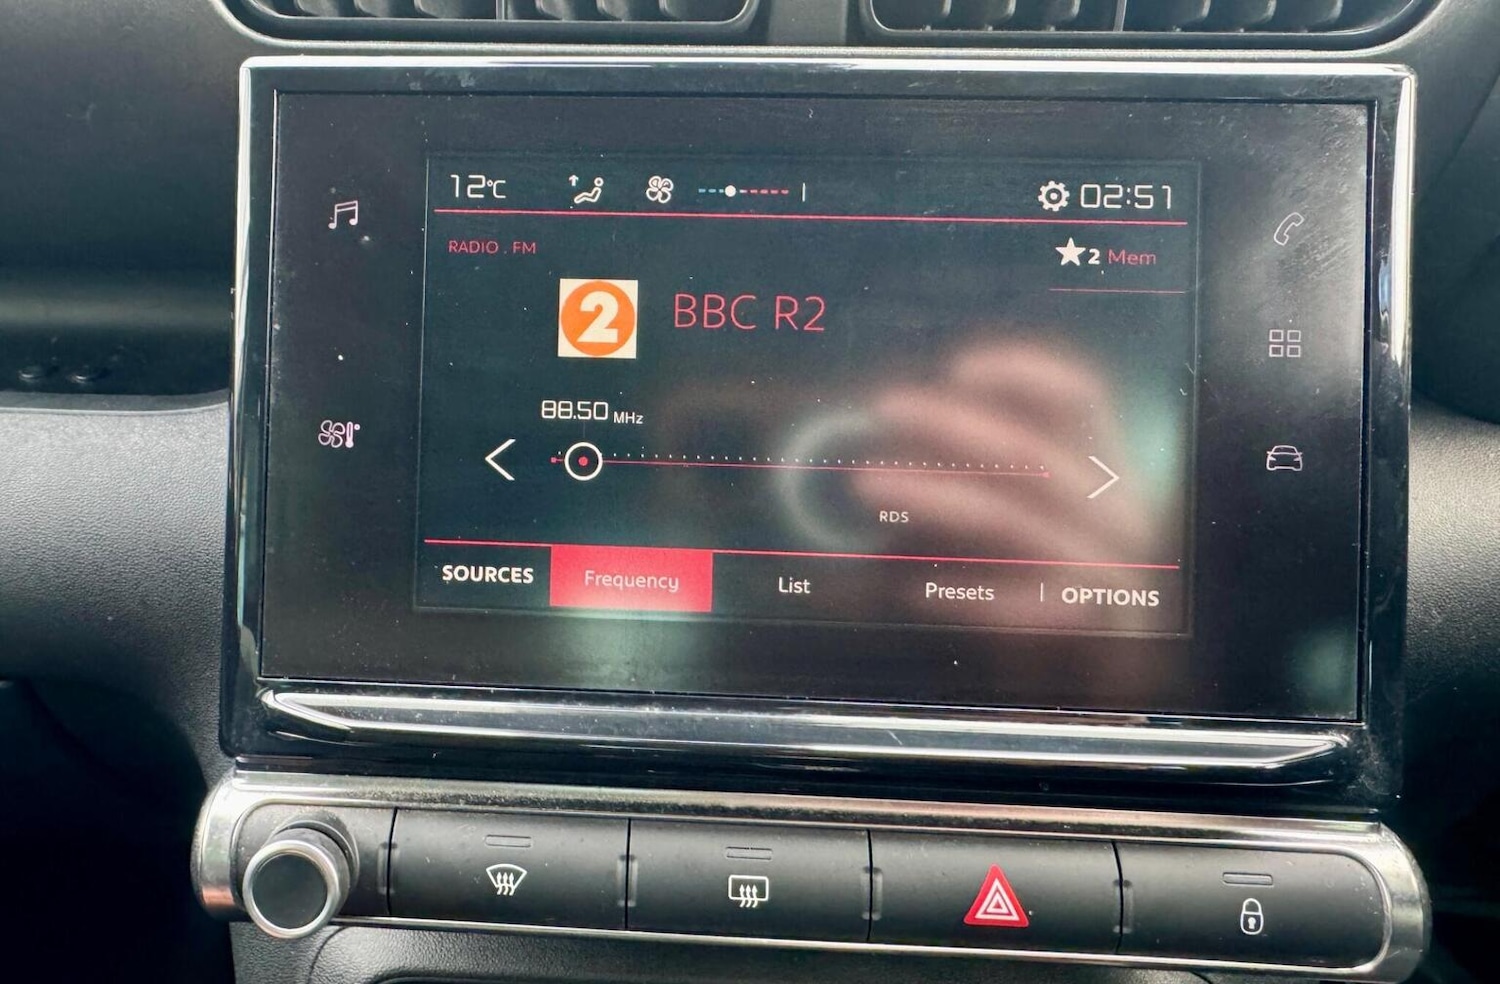 12°C 02:51
RADIO . FM
2 Mem
2 BBC R2
88.50 MHz
RDS
SOURCES Frequency List Presets OPTIONS